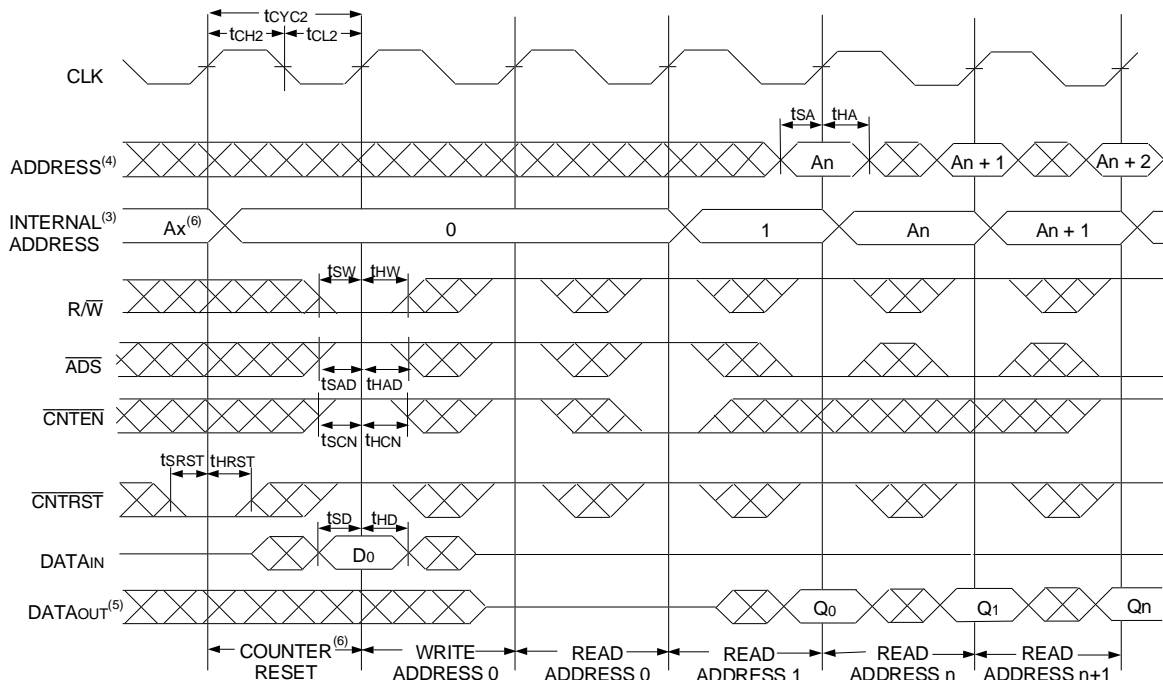 tCYC2
tCH2 tCL2
CLK
tSA tHA
ADDRESS(4) An An + 1 An + 2
INTERNAL(3) ADDRESS Ax(6) 0 1 An An + 1
tSW tHW
R/W̅
A̅D̅S̅
tSAD tHAD
C̅N̅T̅E̅N̅
tSCN tHCN
tSRST tHRST
C̅N̅T̅R̅S̅T̅
tSD tHD
DATAIN D0
DATAOUT(5) Q0 Q1 Qn
COUNTER(6) RESET
WRITE ADDRESS 0
READ ADDRESS 0
READ ADDRESS 1
READ ADDRESS n
READ ADDRESS n+1